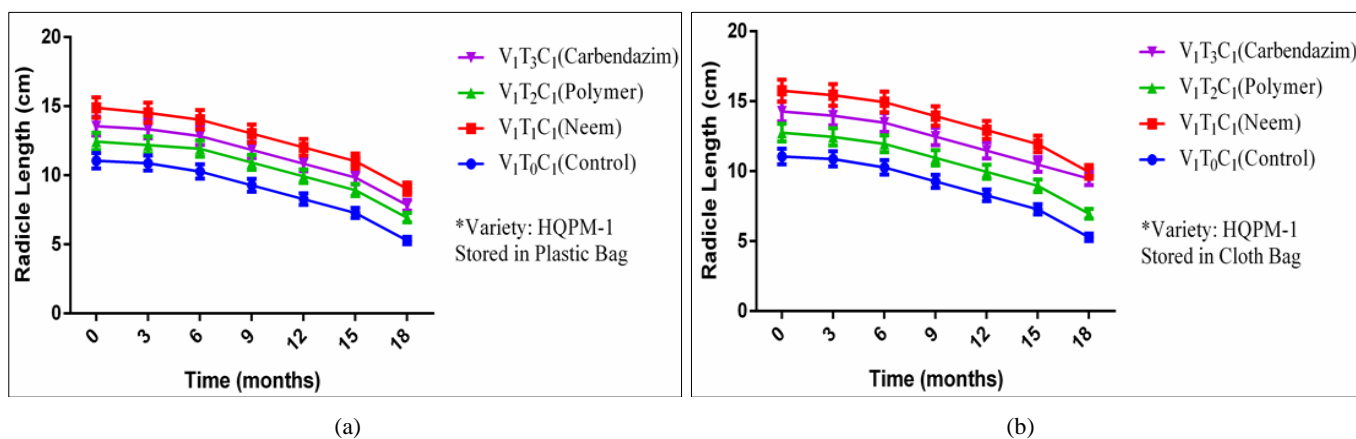 20
15
10
5
0
Radicle Length (cm)
0 3 6 9 12 15 18
Time (months)
V₁T₃C₁(Carbendazim)
V₁T₂C₁(Polymer)
V₁T₁C₁(Neem)
V₁T₀C₁(Control)
*Variety: HQPM-1
Stored in Plastic Bag
(a)
20
15
10
5
0
Radicle Length (cm)
0 3 6 9 12 15 18
Time (months)
V₁T₃C₁(Carbendazim)
V₁T₂C₁(Polymer)
V₁T₁C₁(Neem)
V₁T₀C₁(Control)
*Variety: HQPM-1
Stored in Cloth Bag
(b)